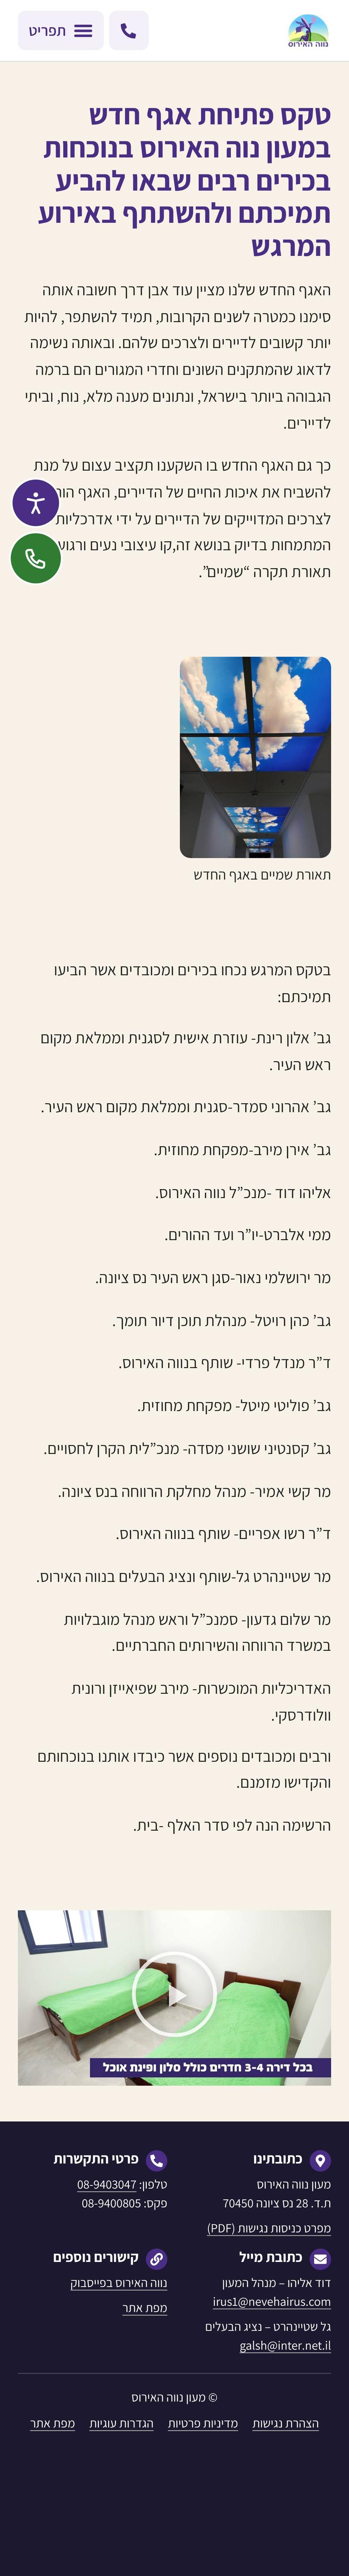 נווה האירוס
תפריט
טקס פתיחת אגף חדש
במעון נוה האירוס בנוכחות
בכירים רבים שבאו להביע
תמיכתם ולהשתתף באירוע
המרגש
האגף החדש שלנו מציין עוד אבן דרך חשובה אותה
סימנו כמטרה לשנים הקרובות, תמיד להשתפר, להיות
יותר קשובים לדיירים ולצרכים שלהם. ובאותה נשימה
לדאוג שהמתקנים השונים וחדרי המגורים הם ברמה
הגבוהה ביותר בישראל, ונתונים מענה מלא, נוח, וביתי
לדיירים.
כך גם האגף החדש בו השקענו תקציב עצום על מנת
להשביח את איכות החיים של הדיירים, האגף
לצרכים המדוייקים של הדיירים על ידי אדרכליות
המתמחות בדיוק בנושא זה,קו עיצובי נעים ורגוע
תאורת תקרה “שמיים”.
תאורת שמיים באגף החדש
בטקס המרגש נכחו בכירים ומכובדים אשר הביעו
תמיכתם:
גב’ אלון רינת- עוזרת אישית לסגנית וממלאת מקום
ראש העיר.
גב’ אהרוני סמדר-סגנית וממלאת מקום ראש העיר.
גב’ אירן מירב-מפקחת מחוזית.
אליהו דוד -מנכ”ל נווה האירוס.
ממי אלברט-יו”ר ועד ההורים.
מר ירושלמי נאור-סגן ראש העיר נס ציונה.
גב’ כהן רויטל- מנהלת תוכן דיור תומך.
ד”ר מנדל פרדי- שותף בנווה האירוס.
גב’ פוליטי מיטל- מפקחת מחוזית.
גב’ קסנטיני שושני מסדה- מנכ”לית הקרן לחסויים.
מר קשי אמיר- מנהל מחלקת הרווחה בנס ציונה.
ד”ר רשו אפריים- שותף בנווה האירוס.
מר שטיינהרט גל-שותף ונציג הבעלים בנווה האירוס.
מר שלום גדעון- סמנכ”ל וראש מנהל מוגבלויות
במשרד הרווחה והשירותים החברתיים.
האדריכליות המוכשרות- מירב שפיאייזן ורונית
וולודרסקי.
ורבים ומכובדים נוספים אשר כיבדו אותנו בנוכחותם
והקדישו מזמנם.
הרשימה הנה לפי סדר האלף -בית.
בכל דירה 3-4 חדרים כולל סלון ופינת אוכל
כתובתינו
מעון נווה האירוס
ת.ד. 28 נס ציונה 70450
מפרט כניסות נגישות (PDF)
פרטי התקשרות
טלפון: 08-9403047
פקס: 08-9400805
כתובת מייל
דוד אליהו – מנהל המעון
irus1@nevehairus.com
גל שטיינהרט – נציג הבעלים
galsh@inter.net.il
קישורים נוספים
נווה האירוס בפייסבוק
מפת אתר
© מעון נווה האירוס
הצהרת נגישות מדיניות פרטיות הגדרות עוגיות מפת אתר